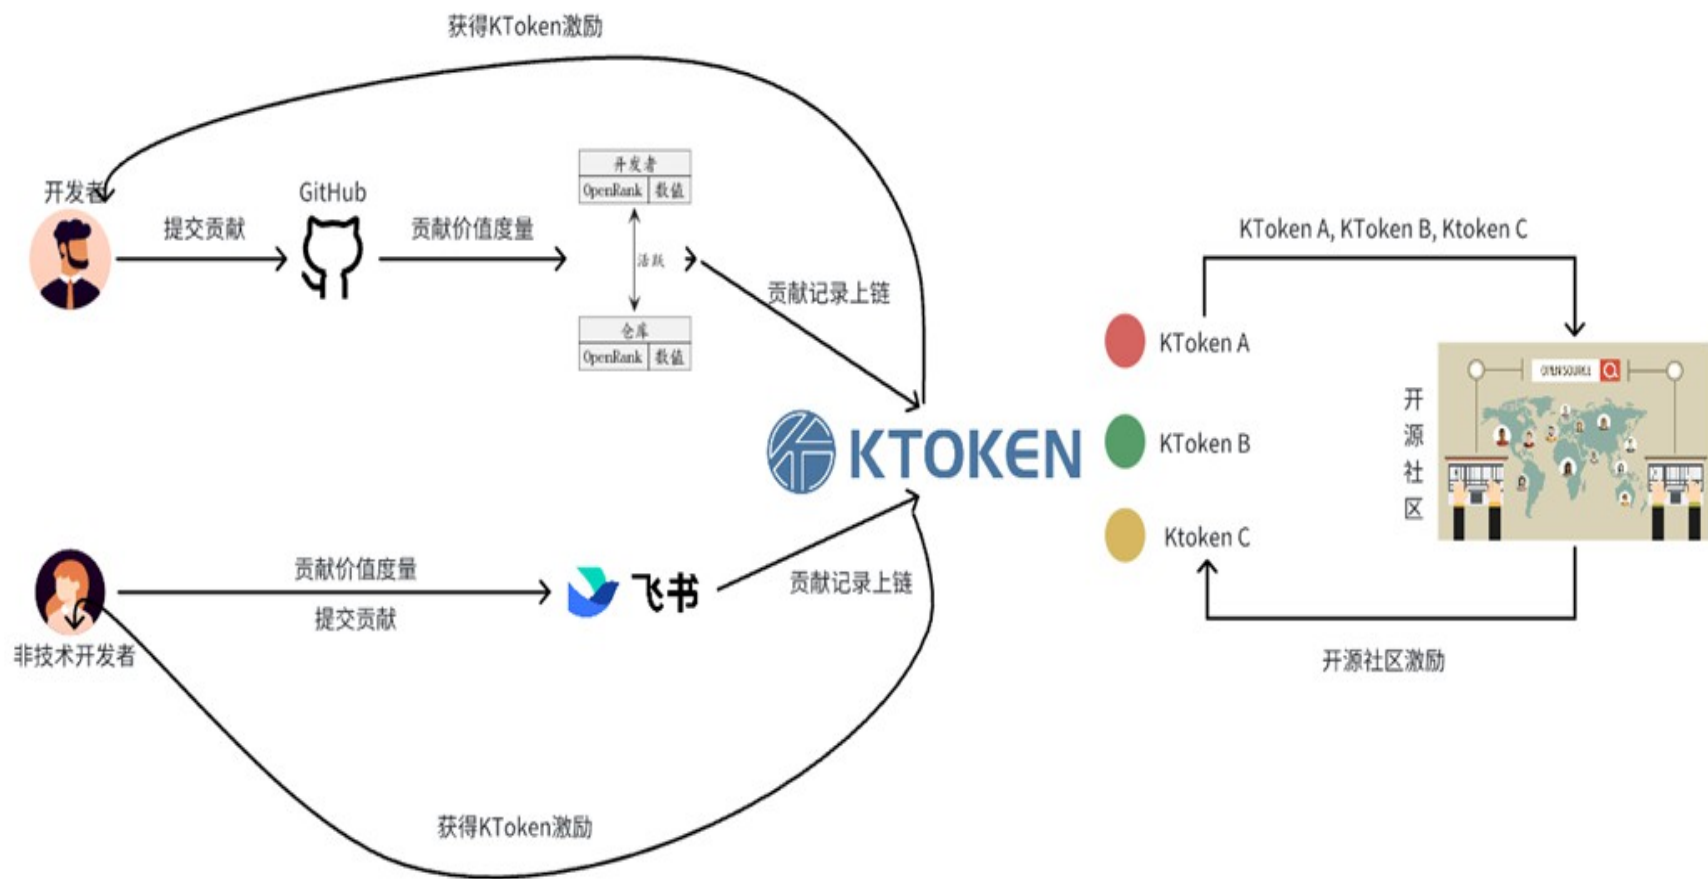 获得KToken激励
开发者
GitHub
提交贡献
贡献价值度量
开发者
OpenRank 数值
活跃
仓库
OpenRank 数值
贡献记录上链
KTOKEN
非技术开发者
贡献价值度量
提交贡献
飞书
贡献记录上链
获得KToken激励
KToken A, KToken B, Ktoken C
KToken A
KToken B
Ktoken C
开源社区
OPEN SOURCE
开源社区激励